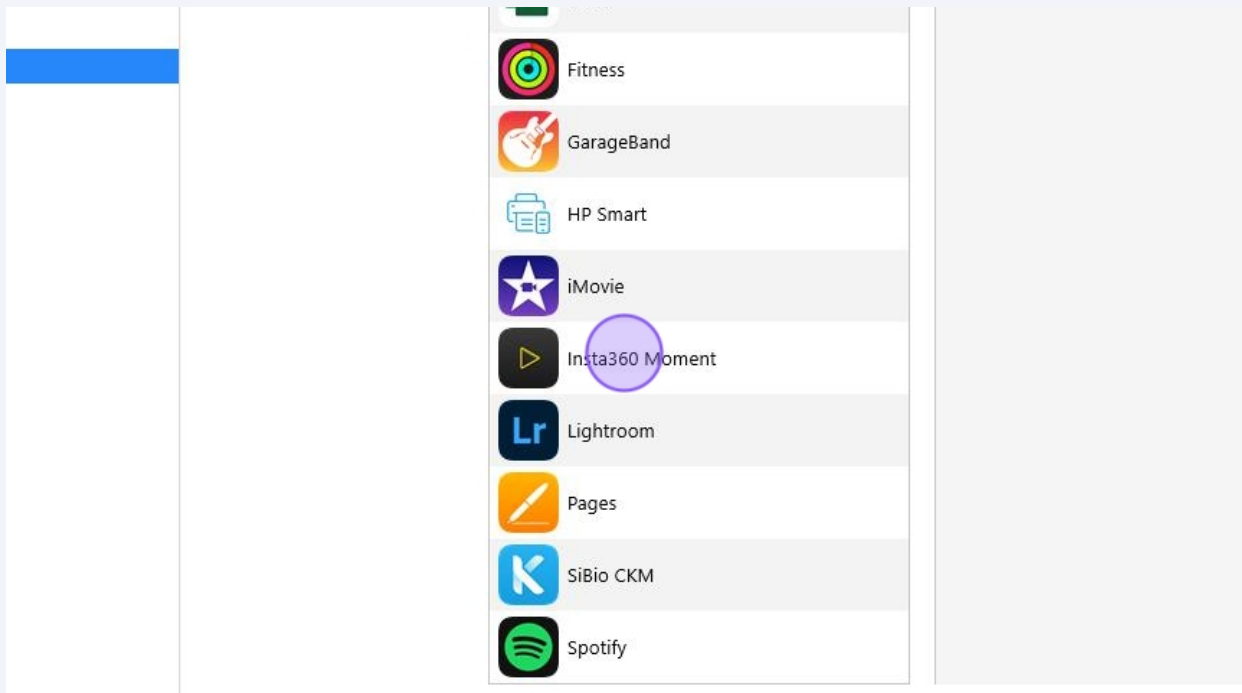 Fitness
GarageBand
HP Smart
iMovie
Insta360 Moment
Lr Lightroom
Pages
SiBio CKM
Spotify